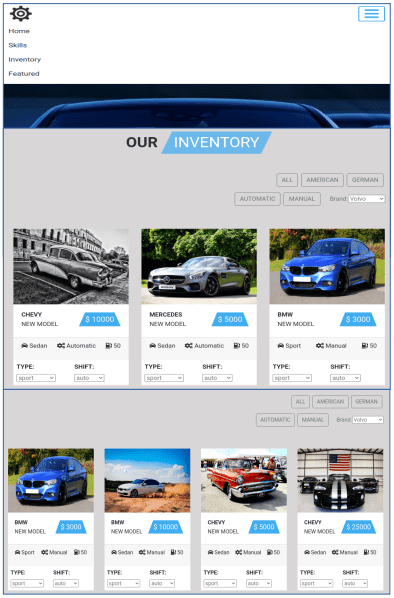 Home
Skills
Inventory
Featured
OUR INVENTORY
ALL AMERICAN GERMAN
AUTOMATIC MANUAL Brand: Volvo
CHEVY
NEW MODEL
$ 10000
MERCEDES
NEW MODEL
$ 5000
BMW
NEW MODEL
$ 3000
Sedan Automatic 50
Sedan Automatic 50
Sport Manual 50
TYPE: SHIFT:
sport auto
TYPE: SHIFT:
sport auto
TYPE: SHIFT:
sport auto
ALL AMERICAN GERMAN
AUTOMATIC MANUAL Brand: Volvo
BMW
NEW MODEL
$ 3000
BMW
NEW MODEL
$ 10000
CHEVY
NEW MODEL
$ 5000
CHEVY
NEW MODEL
$ 25000
Sport Manual 50
Sedan Manual 50
Sedan Manual 50
Sedan Manual 50
TYPE: SHIFT:
sport auto
TYPE: SHIFT:
sport auto
TYPE: SHIFT:
sport auto
TYPE: SHIFT:
sport auto